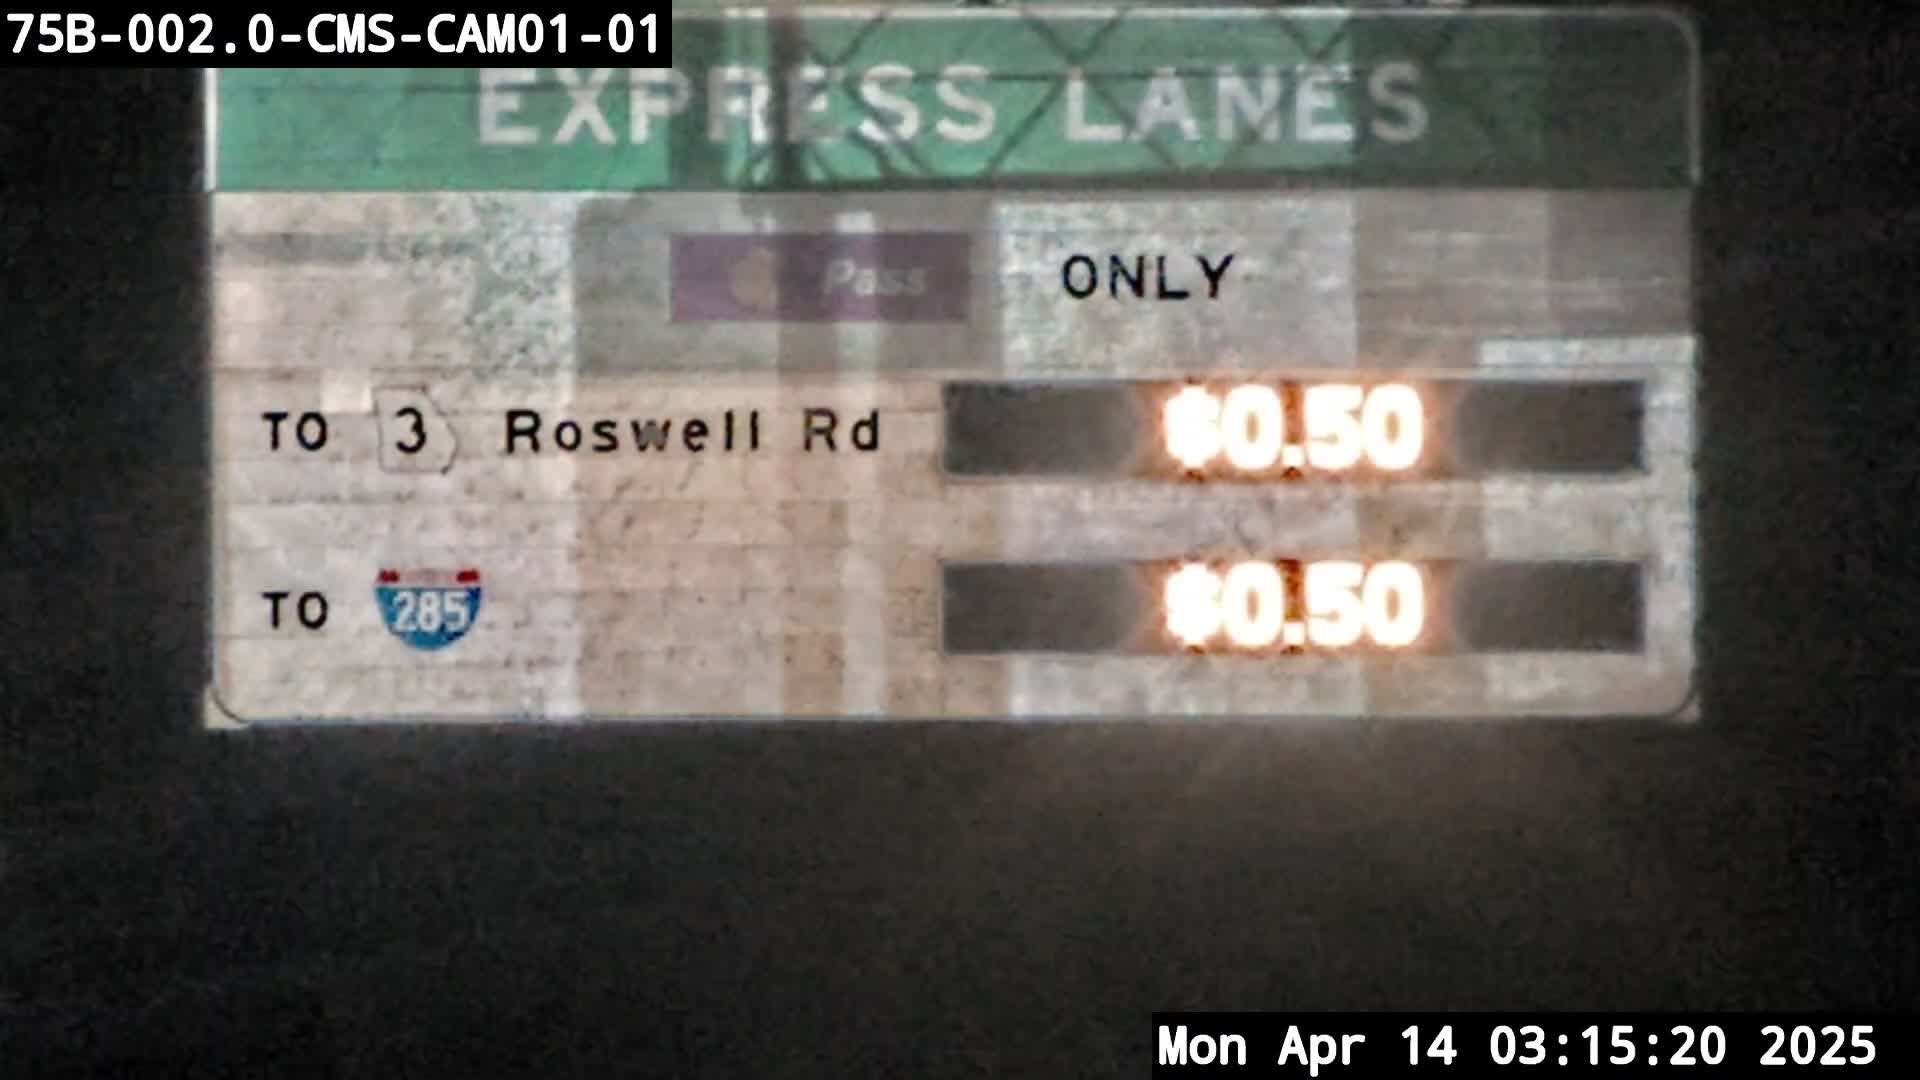 75B-002.0-CMS-CAM01-01
EXPRESS LANES
Pass ONLY
TO 3 Roswell Rd $0.50
TO 285 $0.50
Mon Apr 14 03:15:20 2025